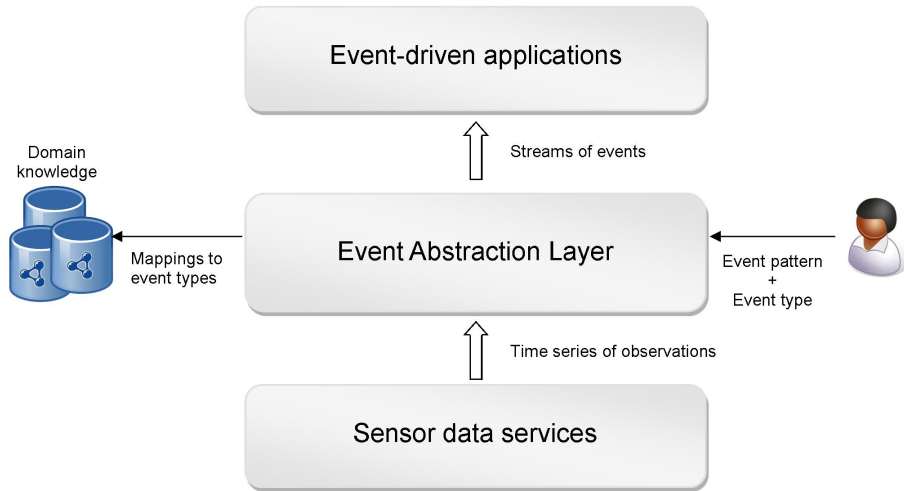 Event-driven applications
Streams of events
Domain
knowledge
Event Abstraction Layer
Mappings to
event types
Event pattern
+
Event type
Time series of observations
Sensor data services